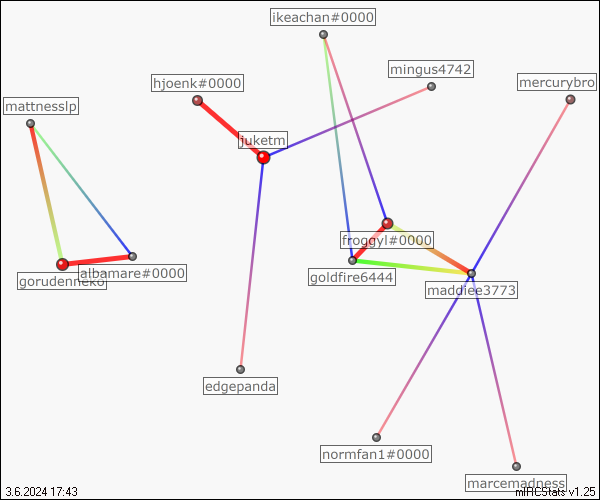 ikeachan#0000
mingus4742
hjoenk#0000
mercurybro
mattnesslp
juketm
froggyl#0000
gorudenneko
albamare#0000
goldfire6444
maddiee3773
edgepanda
normfan1#0000
marcemadness
3.6.2024 17:43
mIRCStats v1.25